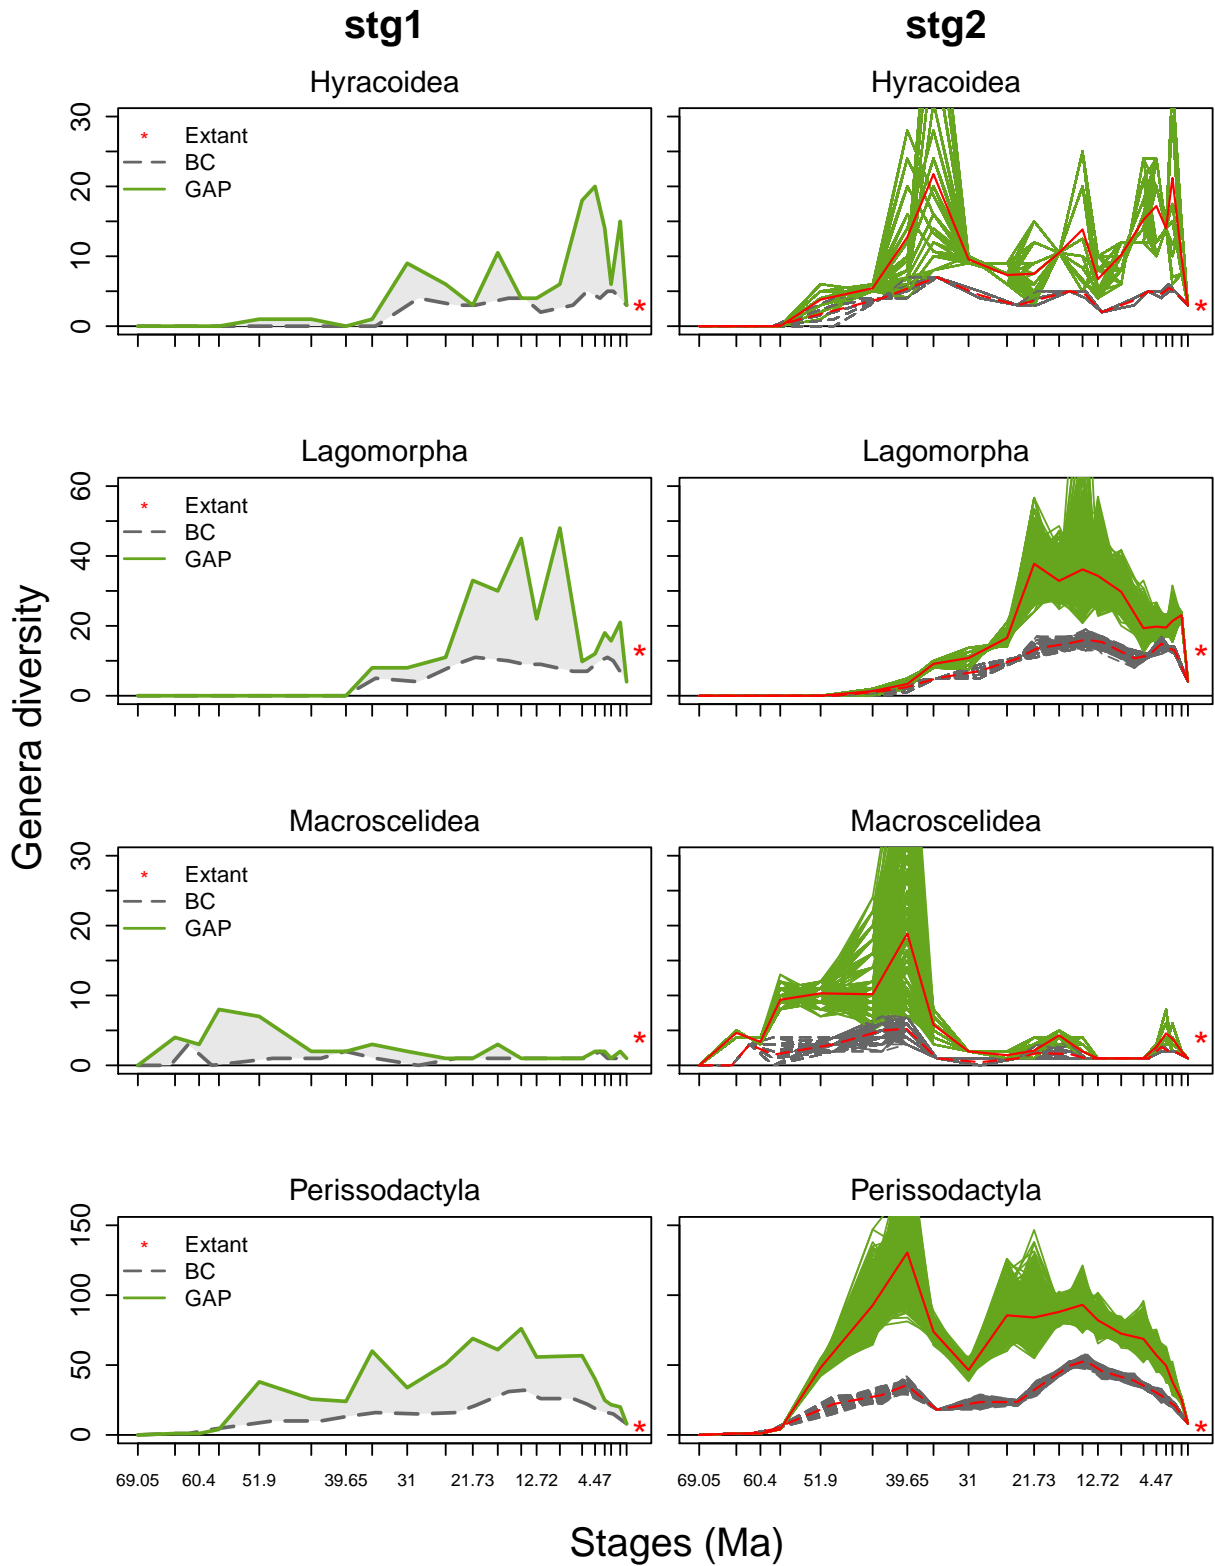 stg1 stg2
Hyracoidea Hyracoidea
0 10 20 30
* Extant
BC
GAP
*
*
Lagomorpha Lagomorpha
0 20 40 60
* Extant
BC
GAP
*
*
Genera diversity
Macroscelidea Macroscelidea
0 10 20 30
* Extant
BC
GAP
*
*
Perissodactyla Perissodactyla
0 50 100 150
* Extant
BC
GAP
*
*
69.05 60.4 51.9 39.65 31 21.73 12.72 4.47 69.05 60.4 51.9 39.65 31 21.73 12.72 4.47
Stages (Ma)